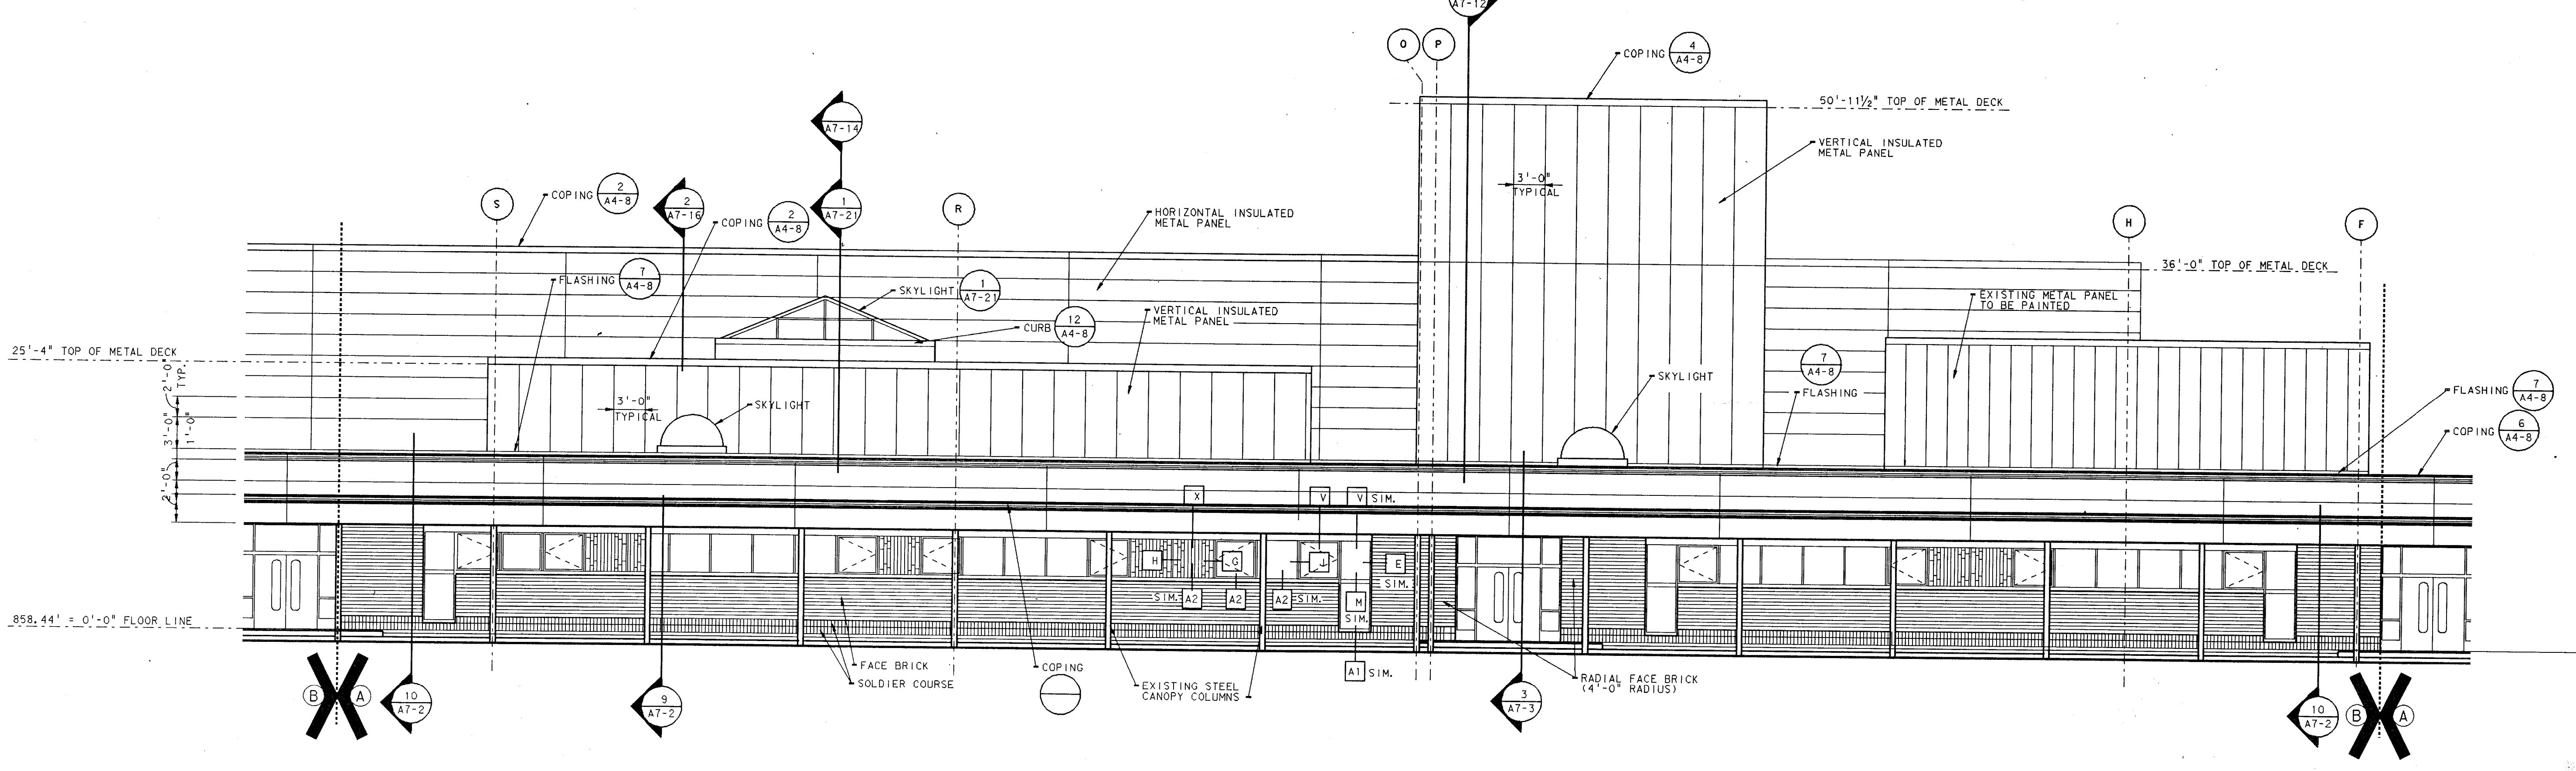 A7-12
O
P
COPING 4
A4-8
50'-11½" TOP OF METAL DECK
A7-14
VERTICAL INSULATED
METAL PANEL
3'-0"
TYPICAL
COPING 2
A4-8
S
2
A7-16
COPING 2
A4-8
1
A7-21
R
HORIZONTAL INSULATED
METAL PANEL
H
F
36'-0" TOP OF METAL DECK
FLASHING 7
A4-8
SKYLIGHT 1
A7-21
EXISTING METAL PANEL
TO BE PAINTED
VERTICAL INSULATED
METAL PANEL
CURB 12
A4-8
25'-4" TOP OF METAL DECK
2'-0"
TYP.
3'-0"
1'-0"
2'-0"
3'-0"
TYPICAL
SKYLIGHT
SKYLIGHT
7
A4-8
FLASHING
FLASHING 7
A4-8
COPING 6
A4-8
X
V
V SIM.
H
G
J
E
SIM.
SIM. A2
A2
A2 SIM.
M
SIM.
858.44' = 0'-0" FLOOR LINE
FACE BRICK
SOLDIER COURSE
COPING
EXISTING STEEL
CANOPY COLUMNS
A1 SIM.
RADIAL FACE BRICK
(4'-0" RADIUS)
B
A
10
A7-2
9
A7-2
3
A7-3
10
A7-2
B
A